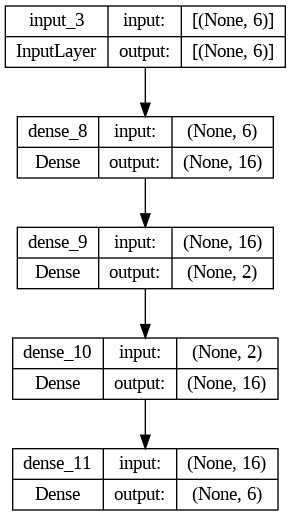 input_3 input: [(None, 6)]
InputLayer output: [(None, 6)]
dense_8 input: (None, 6)
Dense output: (None, 16)
dense_9 input: (None, 16)
Dense output: (None, 2)
dense_10 input: (None, 2)
Dense output: (None, 16)
dense_11 input: (None, 16)
Dense output: (None, 6)